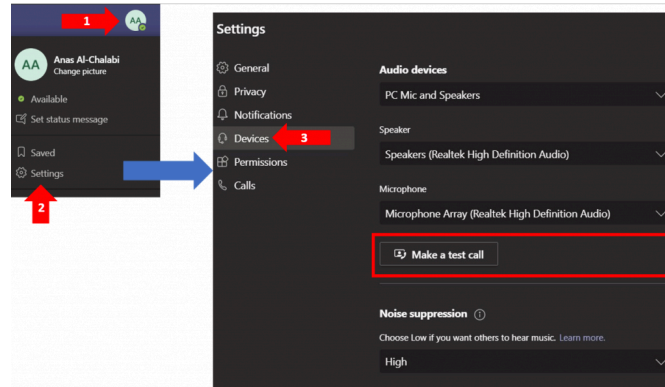 1
AA
AA
Anas Al-Chalabi
Change picture
Available
Set status message
Saved
Settings
2
Settings
General
Privacy
Notifications
Devices
3
Permissions
Calls
Audio devices
PC Mic and Speakers
Speaker
Speakers (Realtek High Definition Audio)
Microphone
Microphone Array (Realtek High Definition Audio)
Make a test call
Noise suppression
Choose Low if you want others to hear music. Learn more.
High